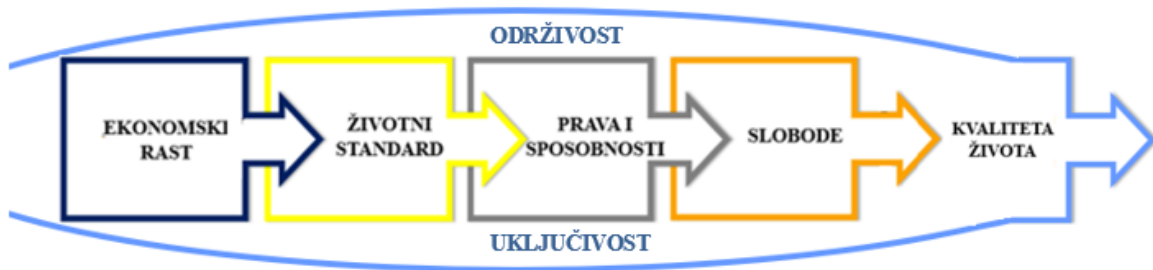 ODRŽIVOST
EKONOMSKI
RAST
ŽIVOTNI
STANDARD
PRAVA I
SPOSOBNOSTI
SLOBODE
KVALITETA
ŽIVOTA
UKLJUČIVOST